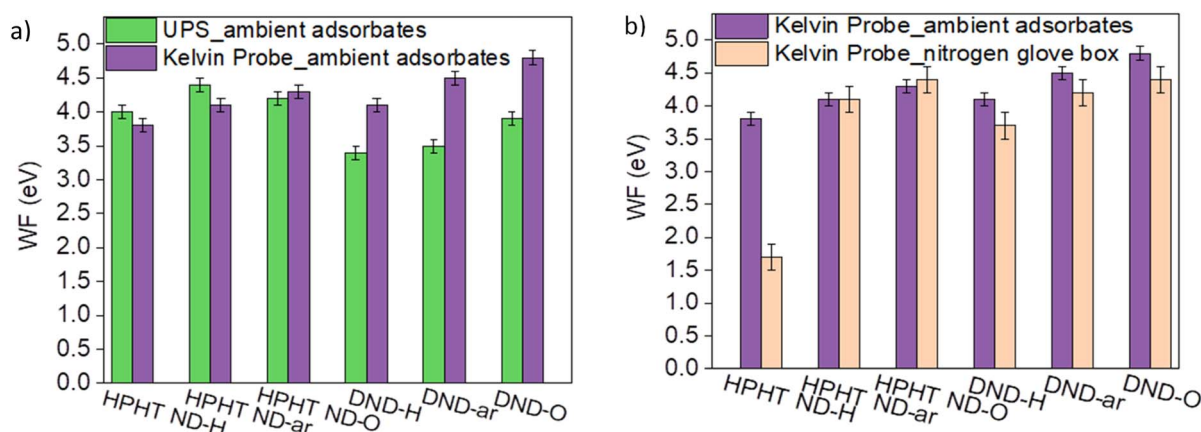 a)
UPS_ambient adsorbates
Kelvin Probe_ambient adsorbates
WF (eV)
5.0
4.5
4.0
3.5
3.0
2.5
2.0
1.5
1.0
0.5
0.0
HPHT
ND-H
HPHT
ND-ar
HPHT
ND-O
DND-H
DND-ar
DND-O
b)
Kelvin Probe_ambient adsorbates
Kelvin Probe_nitrogen glove box
WF (eV)
5.0
4.5
4.0
3.5
3.0
2.5
2.0
1.5
1.0
0.5
0.0
HPHT
ND-H
HPHT
ND-ar
HPHT
ND-O
DND-H
DND-ar
DND-O